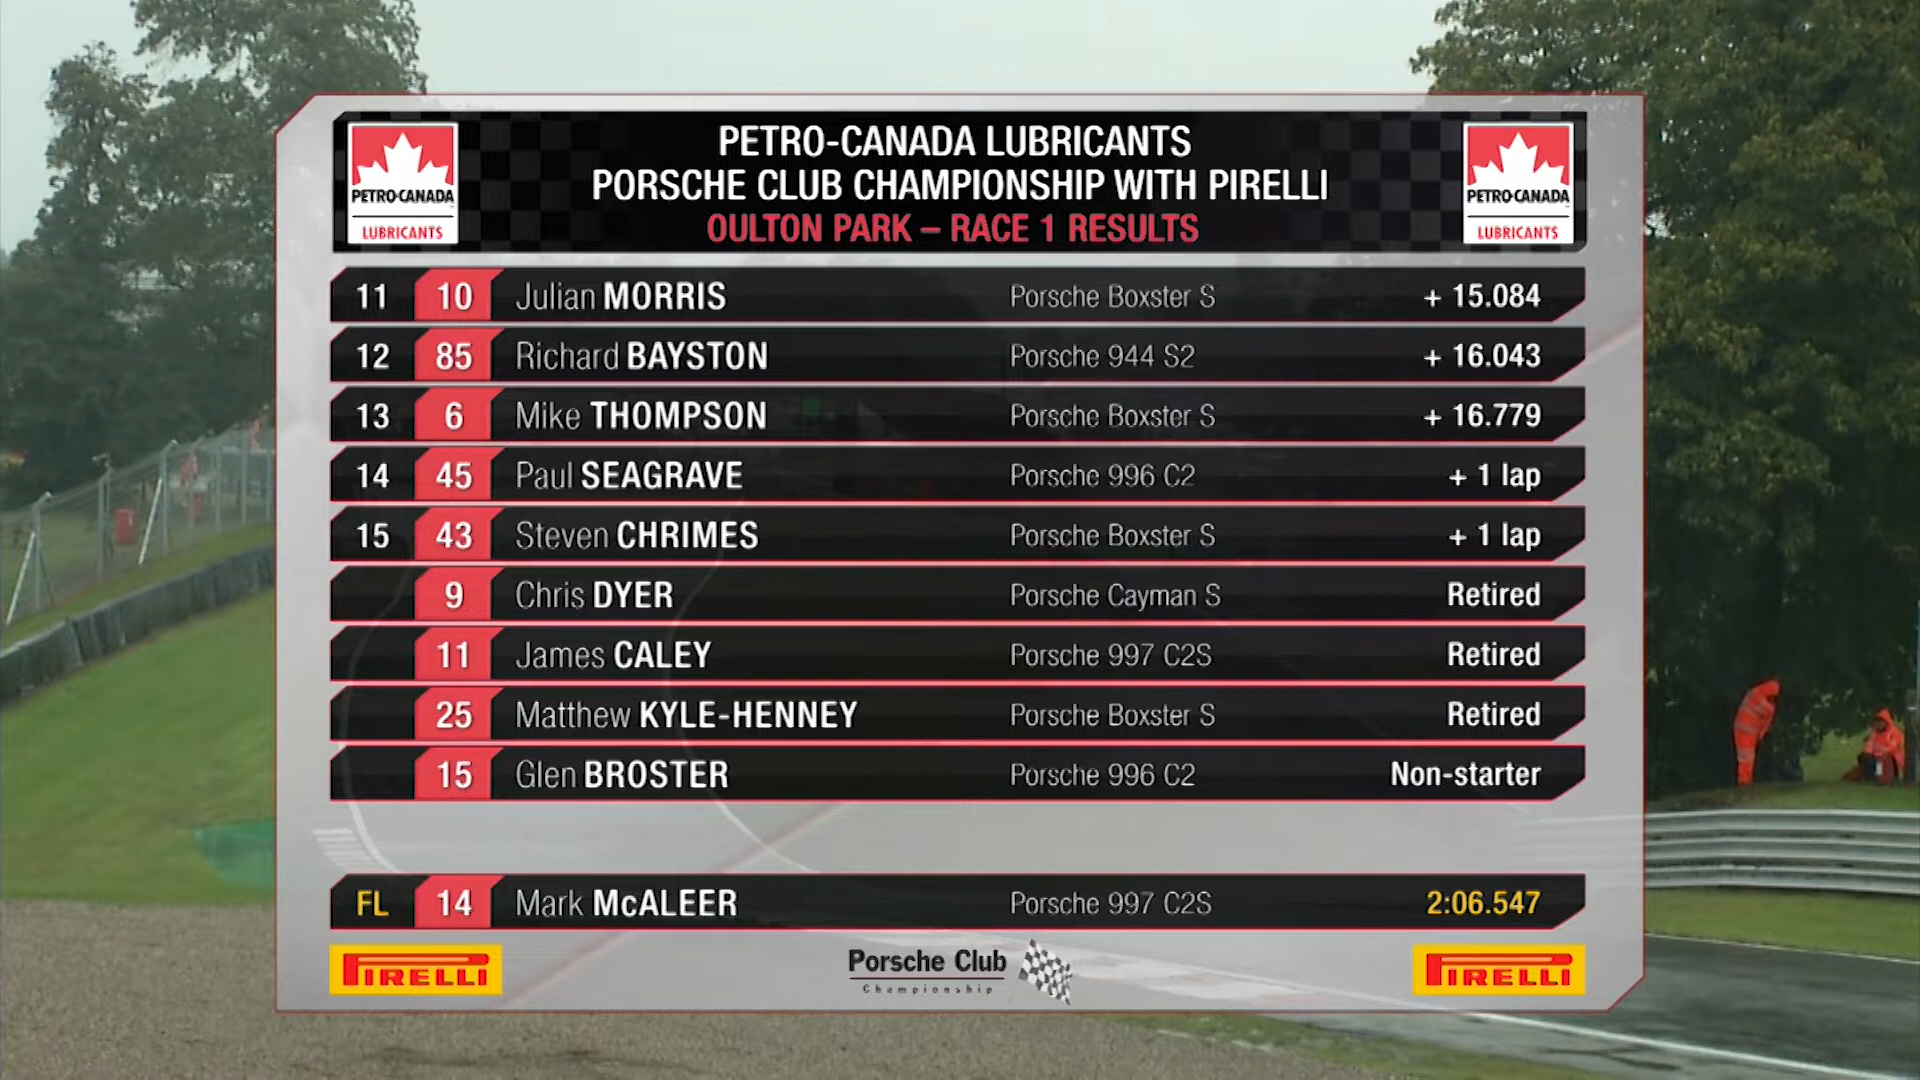 PETRO-CANADA LUBRICANTS
PORSCHE CLUB CHAMPIONSHIP WITH PIRELLI
OULTON PARK – RACE 1 RESULTS
PETRO-CANADA
LUBRICANTS
PETRO-CANADA
LUBRICANTS
11 10 Julian MORRIS Porsche Boxster S + 15.084
12 85 Richard BAYSTON Porsche 944 S2 + 16.043
13 6 Mike THOMPSON Porsche Boxster S + 16.779
14 45 Paul SEAGRAVE Porsche 996 C2 + 1 lap
15 43 Steven CHRIMES Porsche Boxster S + 1 lap
9 Chris DYER Porsche Cayman S Retired
11 James CALEY Porsche 997 C2S Retired
25 Matthew KYLE-HENNEY Porsche Boxster S Retired
15 Glen BROSTER Porsche 996 C2 Non-starter
FL 14 Mark McALEER Porsche 997 C2S 2:06.547
PIRELLI
Porsche Club
Championship
PIRELLI